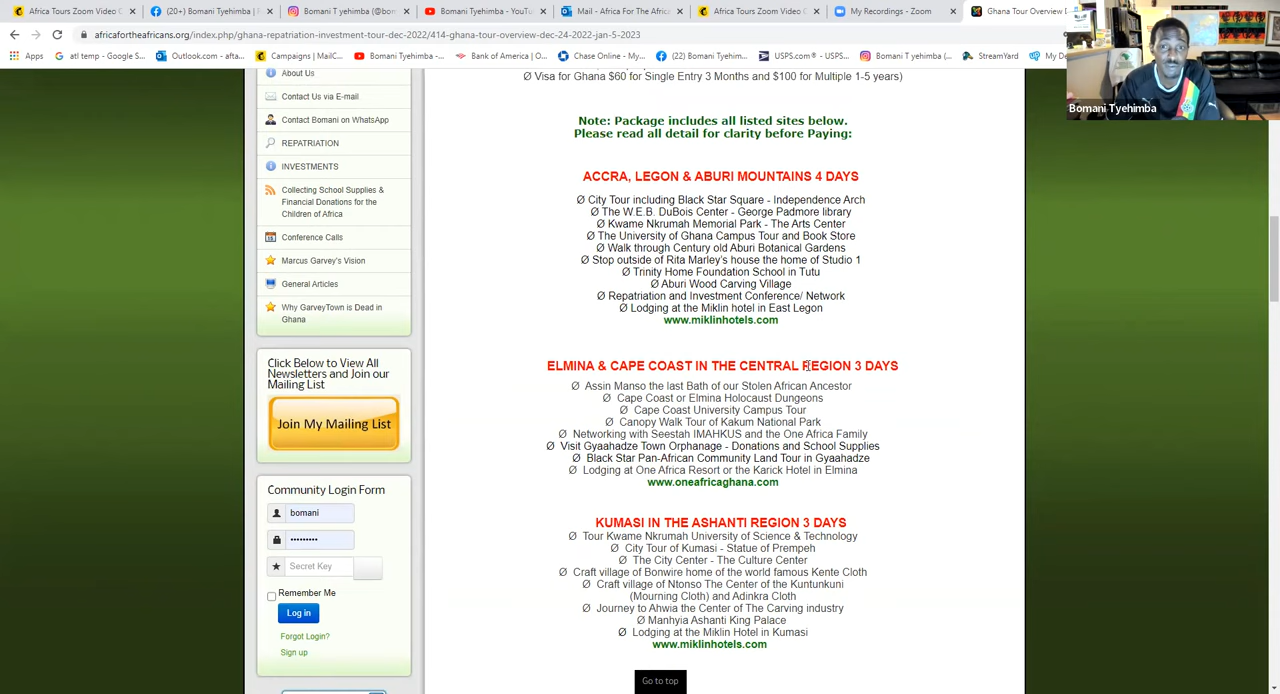 Africa Tours Zoom Video C
(20+) Bomani Tyehimba | M
Bomani T yehimba (@bom
Bomani Tyehimba - YouTu
Mail - Africa For The Africa
Africa Tours Zoom Video C
My Recordings - Zoom
Ghana Tour Overview D
africafortheafricans.org/index.php/ghana-repatriation-investment-
-dec-2022/414-ghana-tour-over
24-2022-jan-5-2023
Apps
atl temp - Google S...
Outlook.com - afta...
Campaigns | MailC...
Bomani Tyehimba -...
Bank of Ameri
Chase Online - My...
(22) Bomani Tyehim...
USPS.com® - USPS...
Bomani T yehimba...
StreamYard
My De
Bomani Tyehimba
About Us
Contact Us via E-mail
Contact Bomani on WhatsApp
REPATRIATION
INVESTMENTS
Collecting School Supplies &
Financial Donations for the
Children of Africa
Conference Calls
Marcus Garvey's Vision
General Articles
Why GarveyTown is Dead in
Ghana
Click Below to View All
Newsletters and Join our
Mailing List
Join My Mailing List
Community Login Form
bomani
•••••••••
Secret Key
Remember Me
Log in
Forgot Login?
Sign up
Ø Visa for Ghana $60 for Single Entry 3 Months and $100 for Multiple 1-5 years)
Note: Package includes all listed sites below.
Please read all detail for clarity before Paying:
ACCRA, LEGON & ABURI MOUNTAINS 4 DAYS
Ø City Tour including Black Star Square - Independence Arch
Ø The W.E.B. DuBois Center - George Padmore library
Ø Kwame Nkrumah Memorial Park - The Arts Center
Ø The University of Ghana Campus Tour and Book Store
Ø Walk through Century old Aburi Botanical Gardens
Ø Stop outside of Rita Marley's house the home of Studio 1
Ø Trinity Home Foundation School in Tutu
Ø Aburi Wood Carving Village
Ø Repatriation and Investment Conference/ Network
Ø Lodging at the Miklin hotel in East Legon
www.miklinhotels.com
ELMINA & CAPE COAST IN THE CENTRAL REGION 3 DAYS
Ø Assin Manso the last Bath of our Stolen African Ancestor
Ø Cape Coast or Elmina Holocaust Dungeons
Ø Cape Coast University Campus Tour
Ø Canopy Walk Tour of Kakum National Park
Ø Networking with Seestah IMAHKUS and the One Africa Family
Ø Visit Gyaahadze Town Orphanage - Donations and School Supplies
Ø Black Star Pan-African Community Land Tour in Gyaahadze
Ø Lodging at One Africa Resort or the Karick Hotel in Elmina
www.oneafricaghana.com
KUMASI IN THE ASHANTI REGION 3 DAYS
Ø Tour Kwame Nkrumah University of Science & Technology
Ø City Tour of Kumasi - Statue of Prempeh
Ø The City Center - The Culture Center
Ø Craft village of Bonwire home of the world famous Kente Cloth
Ø Craft village of Ntonso The Center of the Kuntunkuni
(Mourning Cloth) and Adinkra Cloth
Ø Journey to Ahwia the Center of The Carving industry
Ø Manhyia Ashanti King Palace
Ø Lodging at the Miklin Hotel in Kumasi
www.miklinhotels.com
Go to top